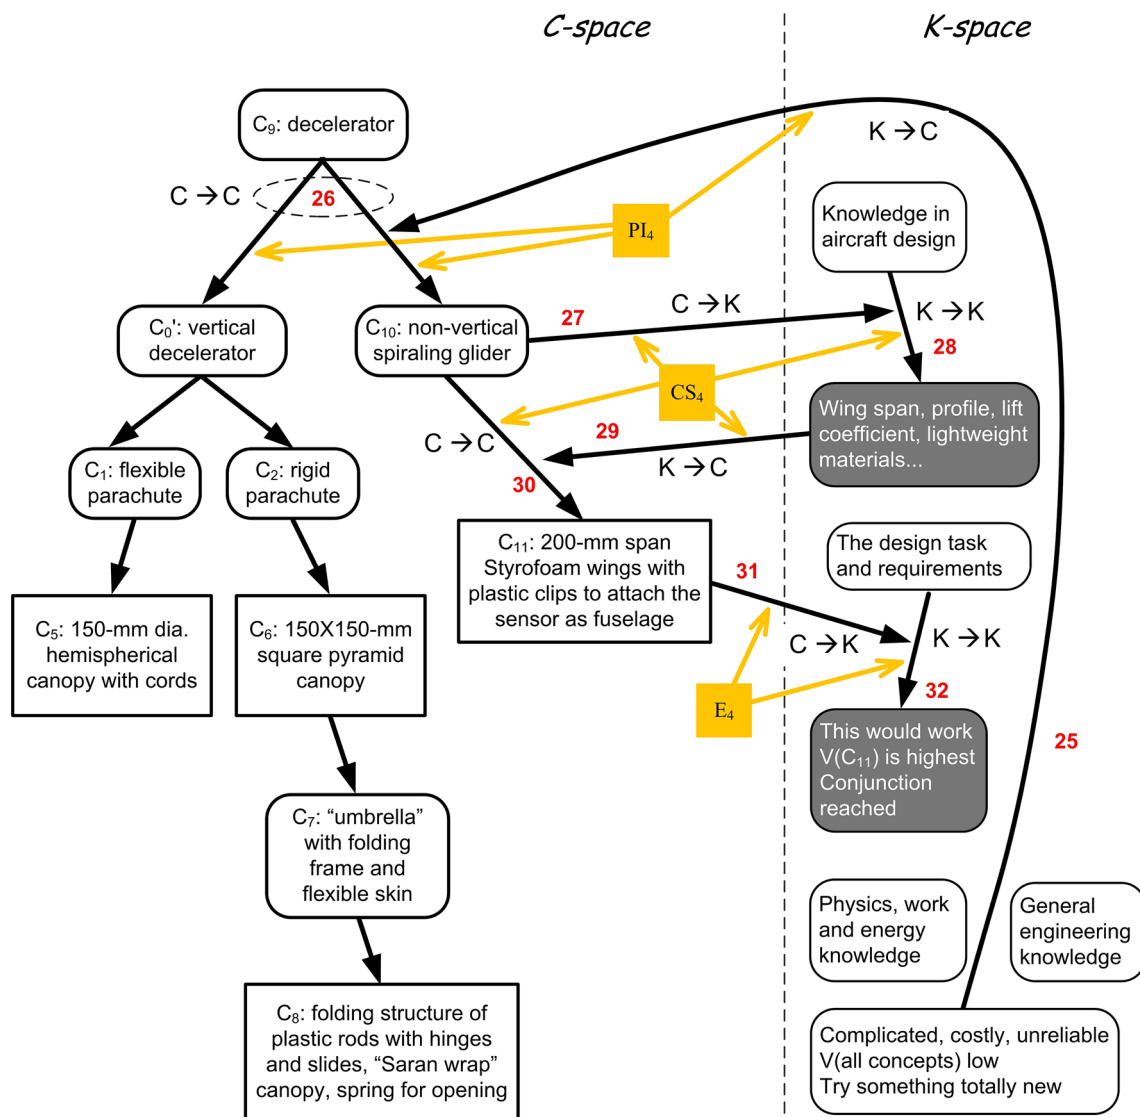 C-space
K-space
C₉: decelerator
C → C
26
K → C
PI₄
Knowledge in
aircraft design
C₀': vertical
decelerator
C₁₀: non-vertical
spiraling glider
27
C → K
K → K
28
CS₄
Wing span, profile, lift
coefficient, lightweight
materials...
29
C → C
K → C
30
C₁: flexible
parachute
C₂: rigid
parachute
C₁₁: 200-mm span
Styrofoam wings with
plastic clips to attach the
sensor as fuselage
The design task
and requirements
31
C → K
K → K
32
E₄
C₅: 150-mm dia.
hemispherical
canopy with cords
C₆: 150X150-mm
square pyramid
canopy
This would work
V(C₁₁) is highest
Conjunction
reached
25
C₇: “umbrella”
with folding
frame and
flexible skin
Physics, work
and energy
knowledge
General
engineering
knowledge
C₈: folding structure of
plastic rods with hinges
and slides, “Saran wrap”
canopy, spring for opening
Complicated, costly, unreliable
V(all concepts) low
Try something totally new